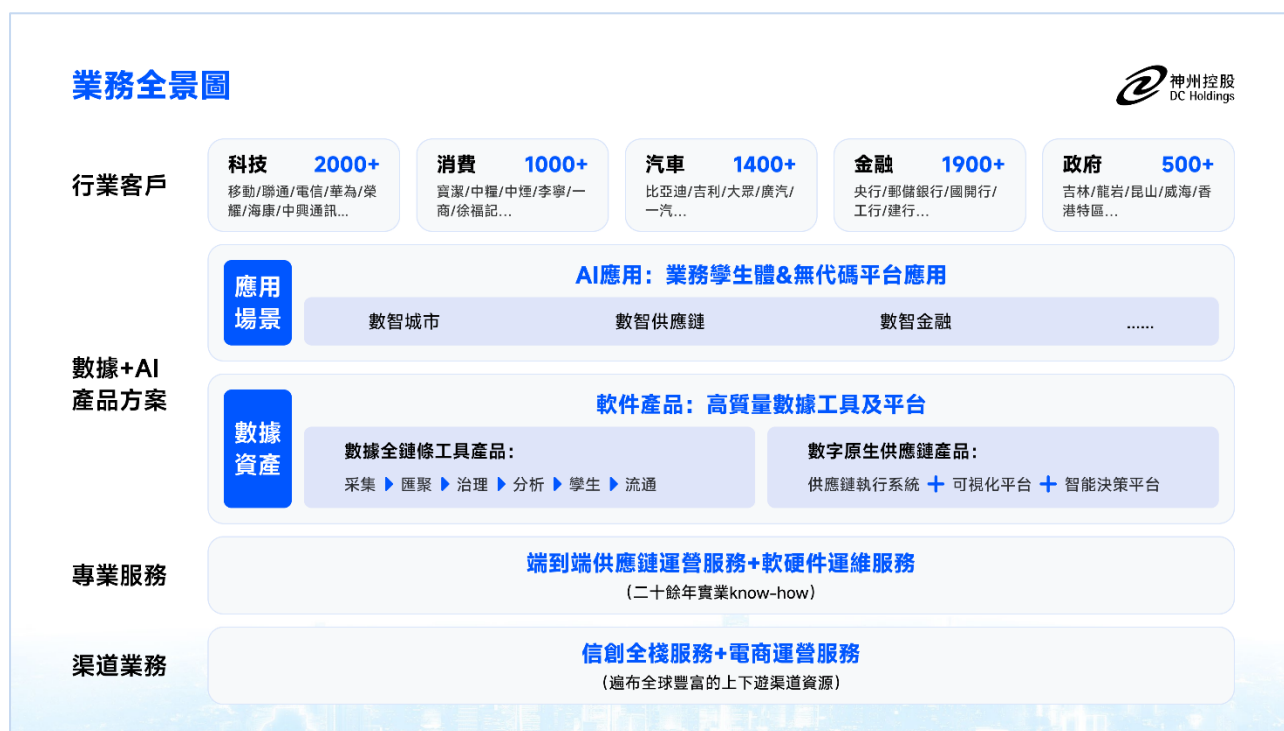 業務全景圖
神州控股
DC Holdings
行業客戶
科技 2000+
移動/聯通/電信/華為/榮
耀/海康/中興通訊...
消費 1000+
寶潔/中糧/中煙/李寧/一
商/徐福記...
汽車 1400+
比亞迪/吉利/大眾/廣汽/
一汽...
金融 1900+
央行/郵儲銀行/國開行/
工行/建行...
政府 500+
吉林/龍岩/昆山/威海/香
港特區...
數據+AI
產品方案
應用
場景
AI應用：業務孿生體&無代碼平台應用
數智城市 數智供應鏈 數智金融 ......
數據
資產
軟件產品：高質量數據工具及平台
數據全鏈條工具產品：
采集 ▶ 匯聚 ▶ 治理 ▶ 分析 ▶ 孿生 ▶ 流通
數字原生供應鏈產品：
供應鏈執行系統 + 可視化平台 + 智能決策平台
專業服務
端到端供應鏈運營服務+軟硬件運維服務
（二十餘年實業know-how）
渠道業務
信創全棧服務+電商運營服務
（遍布全球豐富的上下遊渠道資源）